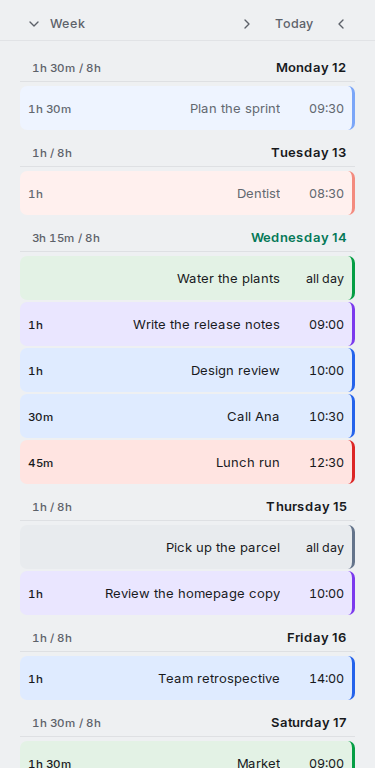 Week
Today
Monday 12
1h 30m / 8h
09:30 Plan the sprint 1h 30m
Tuesday 13
1h / 8h
08:30 Dentist 1h
Wednesday 14
3h 15m / 8h
all day Water the plants
09:00 Write the release notes 1h
10:00 Design review 1h
10:30 Call Ana 30m
12:30 Lunch run 45m
Thursday 15
1h / 8h
all day Pick up the parcel
10:00 Review the homepage copy 1h
Friday 16
1h / 8h
14:00 Team retrospective 1h
Saturday 17
1h 30m / 8h
09:00 Market 1h 30m